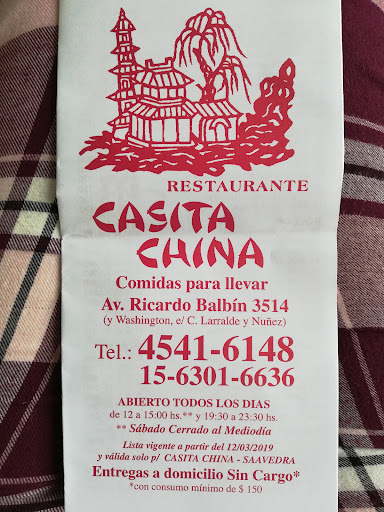 RESTAURANTE
CASITA
CHINA
Comidas para llevar
Av. Ricardo Balbín 3514
(y Washington, e/ C. Larralde y Nuñez)
Tel.: 4541-6148
15-6301-6636
ABIERTO TODOS LOS DIAS
de 12 a 15:00 hs.** y 19:30 a 23:30 hs.
** Sábado Cerrado al Mediodía
Lista vigente a partir del 12/03/2019
y válida solo p/ CASITA CHINA - SAAVEDRA
Entregas a domicilio Sin Cargo*
*con consumo mínimo de $ 150